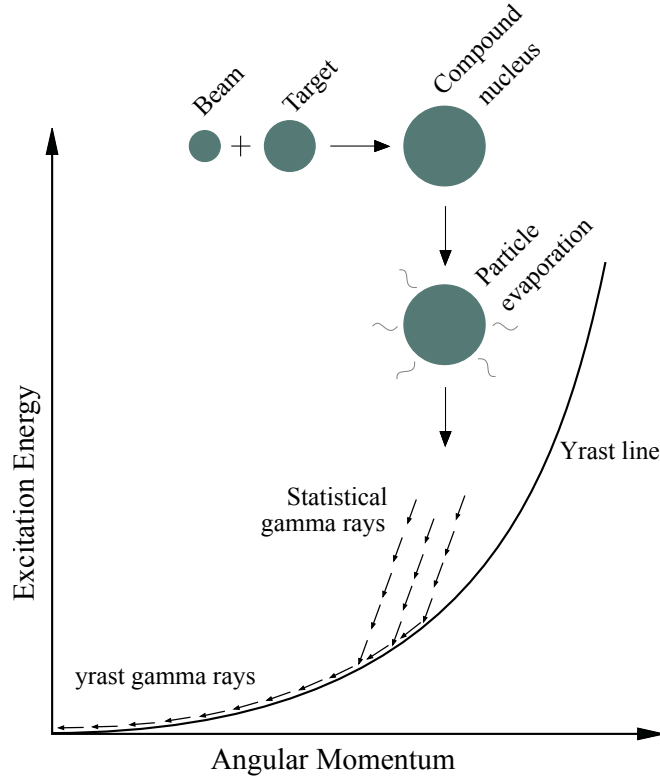 Beam
+
Target
Compound
nucleus
Particle
evaporation
Yrast line
Statistical
gamma rays
yrast gamma rays
Excitation Energy
Angular Momentum